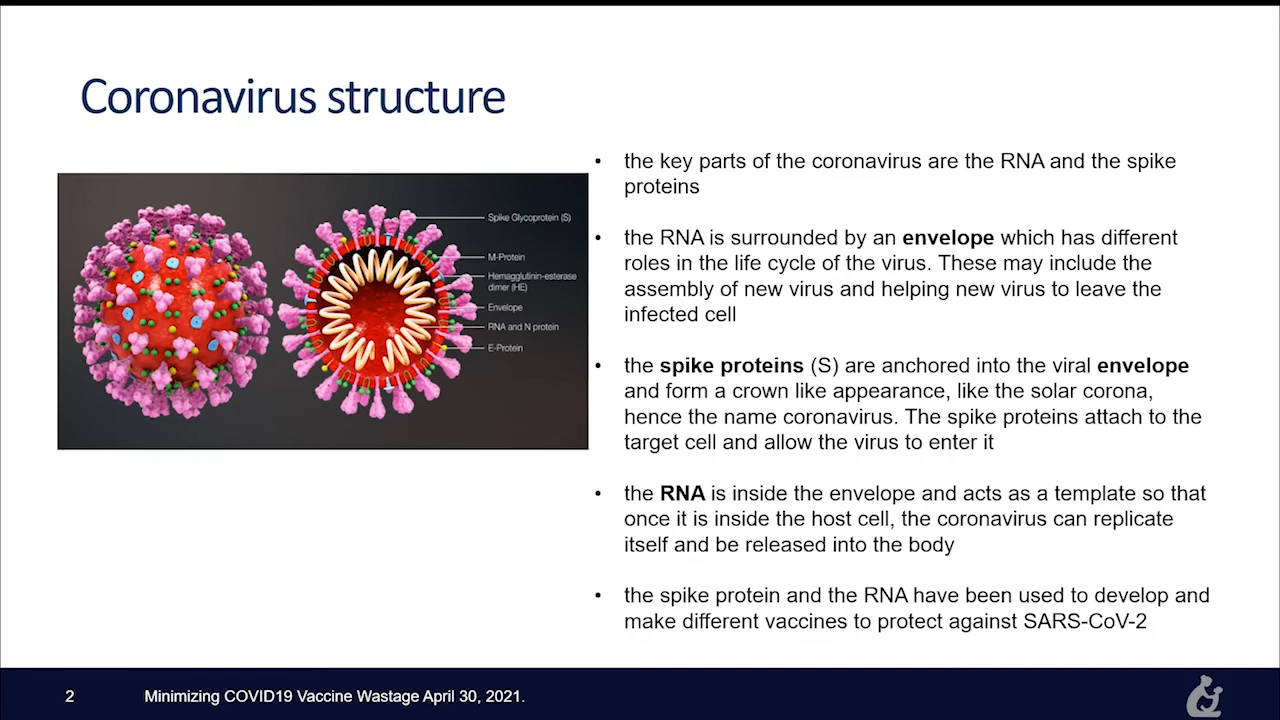 Coronavirus structure
Spike Glycoprotein (S)
M-Protein
Hemagglutinin-esterase
dimer (HE)
Envelope
RNA and N protein
E-Protein
• the key parts of the coronavirus are the RNA and the spike
proteins
• the RNA is surrounded by an envelope which has different
roles in the life cycle of the virus. These may include the
assembly of new virus and helping new virus to leave the
infected cell
• the spike proteins (S) are anchored into the viral envelope
and form a crown like appearance, like the solar corona,
hence the name coronavirus. The spike proteins attach to the
target cell and allow the virus to enter it
• the RNA is inside the envelope and acts as a template so that
once it is inside the host cell, the coronavirus can replicate
itself and be released into the body
• the spike protein and the RNA have been used to develop and
make different vaccines to protect against SARS-CoV-2
2
Minimizing COVID19 Vaccine Wastage April 30, 2021.